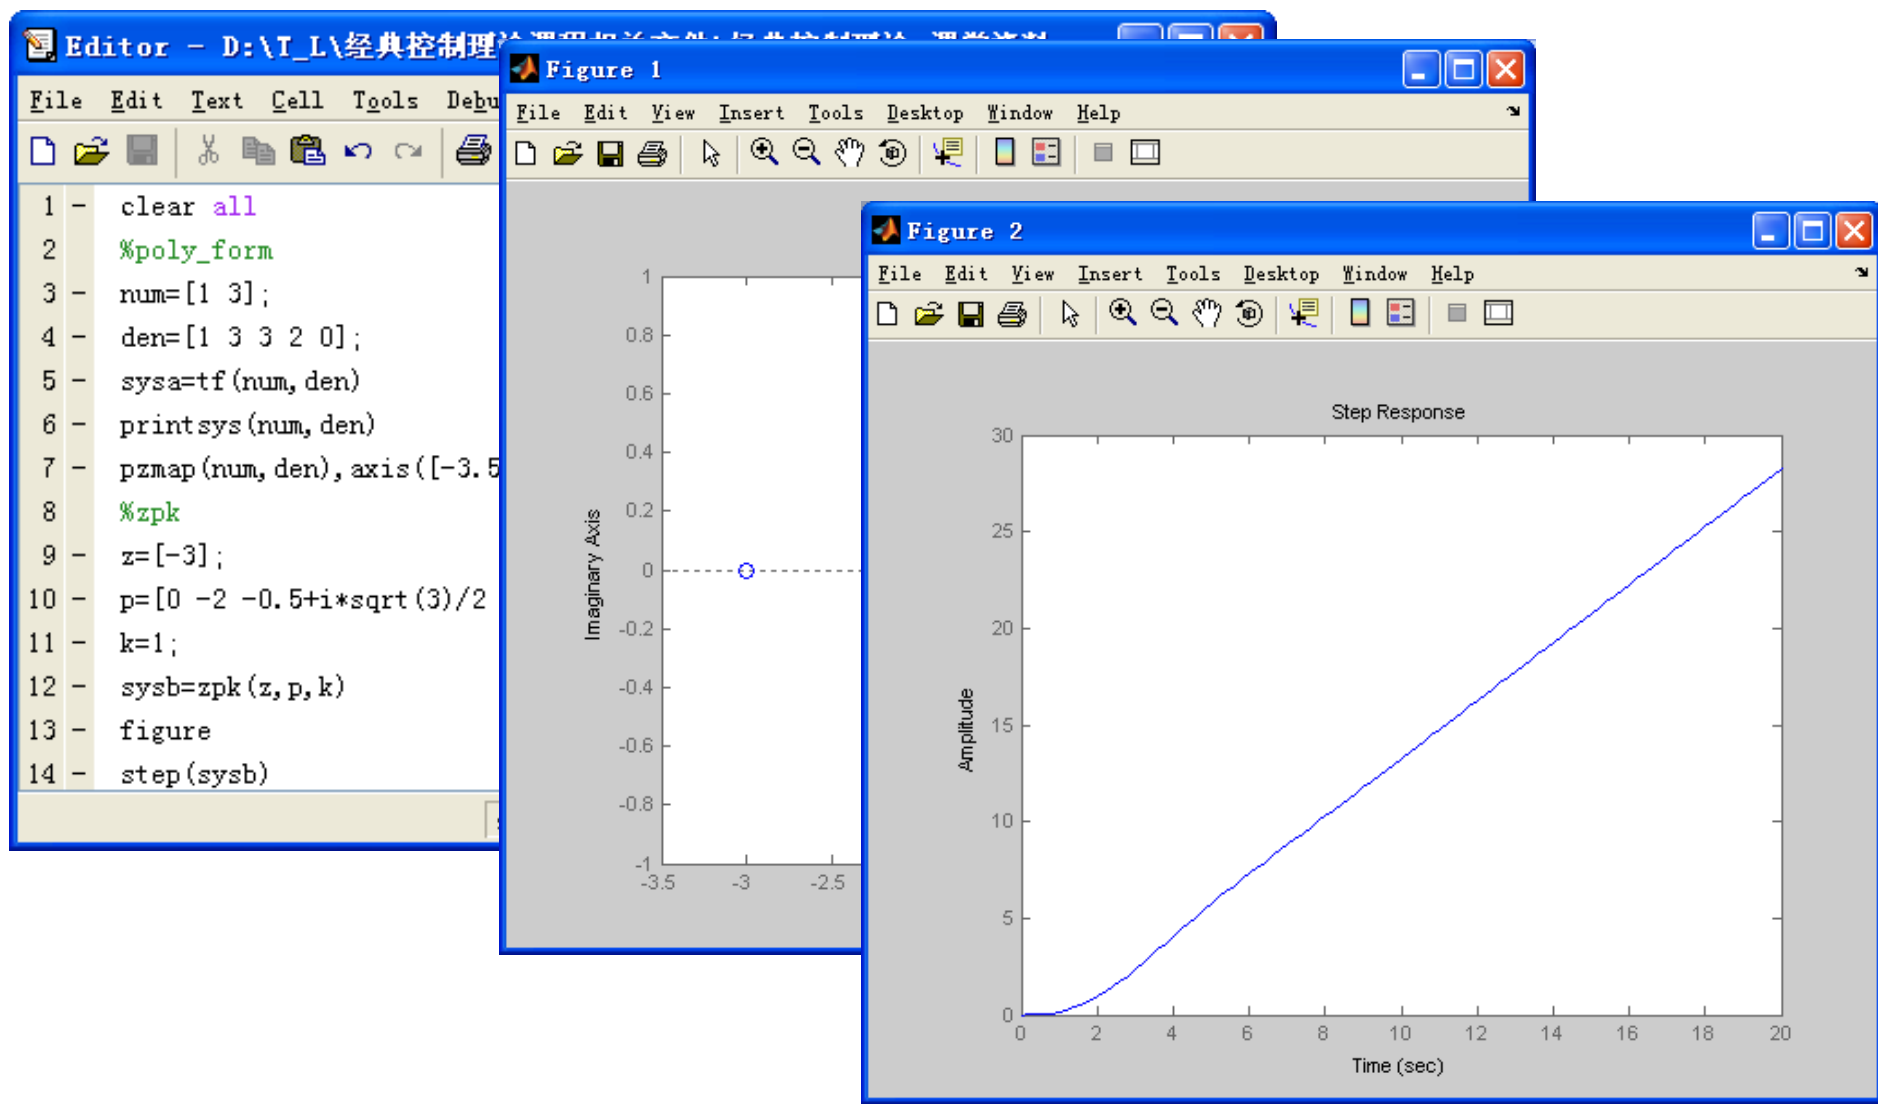 Editor - D:\T_L\经典控制理
File Edit Text Cell Tools Debu
1 - clear all
2 %poly_form
3 - num=[1 3];
4 - den=[1 3 3 2 0];
5 - sysa=tf(num,den)
6 - printsys(num,den)
7 - pzmap(num,den),axis([-3.5
8 %zpk
9 - z=[-3];
10 - p=[0 -2 -0.5+i*sqrt(3)/2
11 - k=1;
12 - sysb=zpk(z,p,k)
13 - figure
14 - step(sysb)
Figure 1
File Edit View Insert Tools Desktop Window Help
1
0.8
0.6
0.4
0.2
0
-0.2
-0.4
-0.6
-0.8
-1
Imaginary Axis
-3.5 -3 -2.5
Figure 2
File Edit View Insert Tools Desktop Window Help
Step Response
30
25
20
15
10
5
0
Amplitude
0 2 4 6 8 10 12 14 16 18 20
Time (sec)